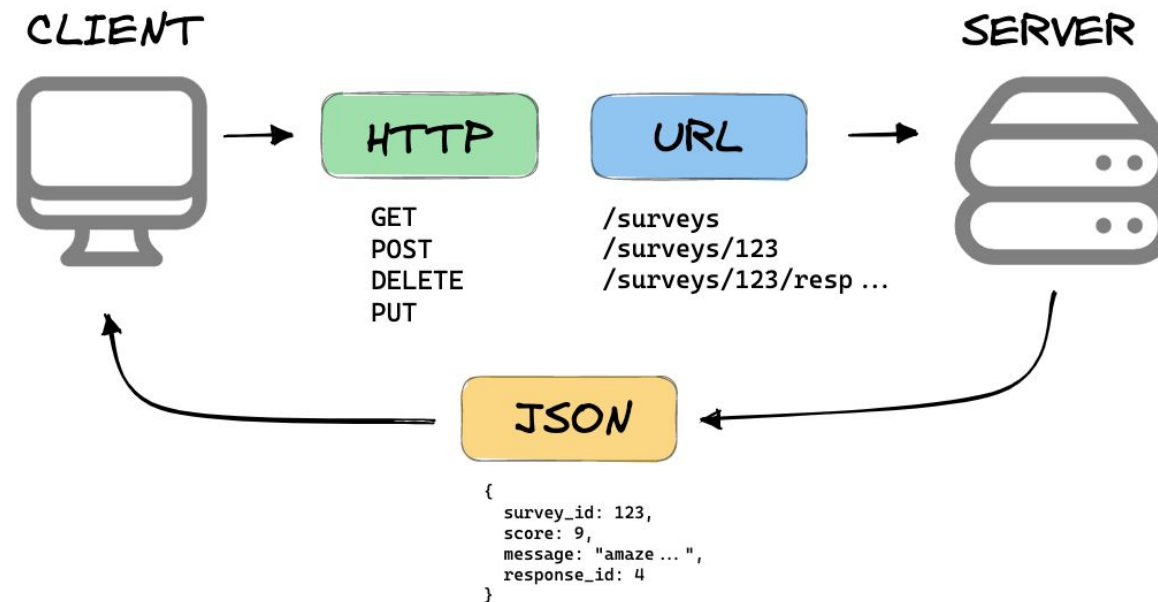 CLIENT
SERVER
HTTP
URL
GET
POST
DELETE
PUT
/surveys
/surveys/123
/surveys/123/resp...
JSON
{
survey_id: 123,
score: 9,
message: "amaze...",
response_id: 4
}